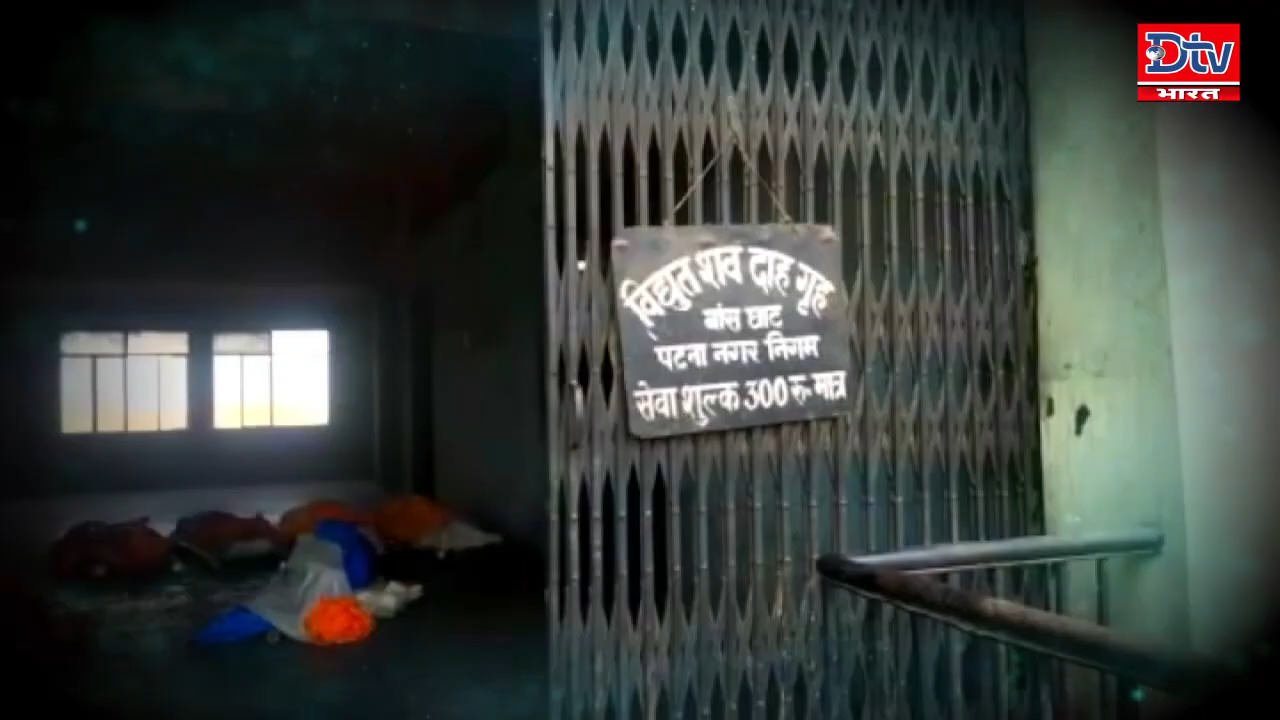 Dtv
भारत
विद्युत शव दाह गृह
बांस घाट
पटना नगर निगम
सेवा शुल्क 300 रु॰ मात्र